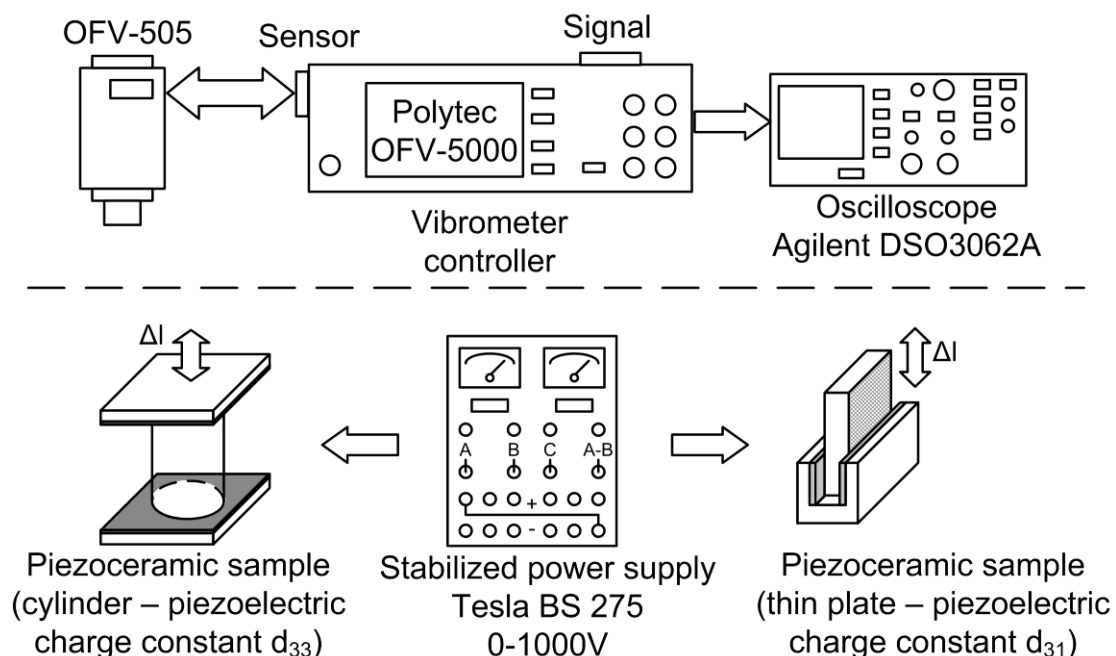 OFV-505
Sensor
Signal
Polytec
OFV-5000
Vibrometer
controller
Oscilloscope
Agilent DSO3062A
Δl
A B C A-B
+
-
Δl
Piezoceramic sample
(cylinder – piezoelectric
charge constant d₃₃)
Stabilized power supply
Tesla BS 275
0-1000V
Piezoceramic sample
(thin plate – piezoelectric
charge constant d₃₁)